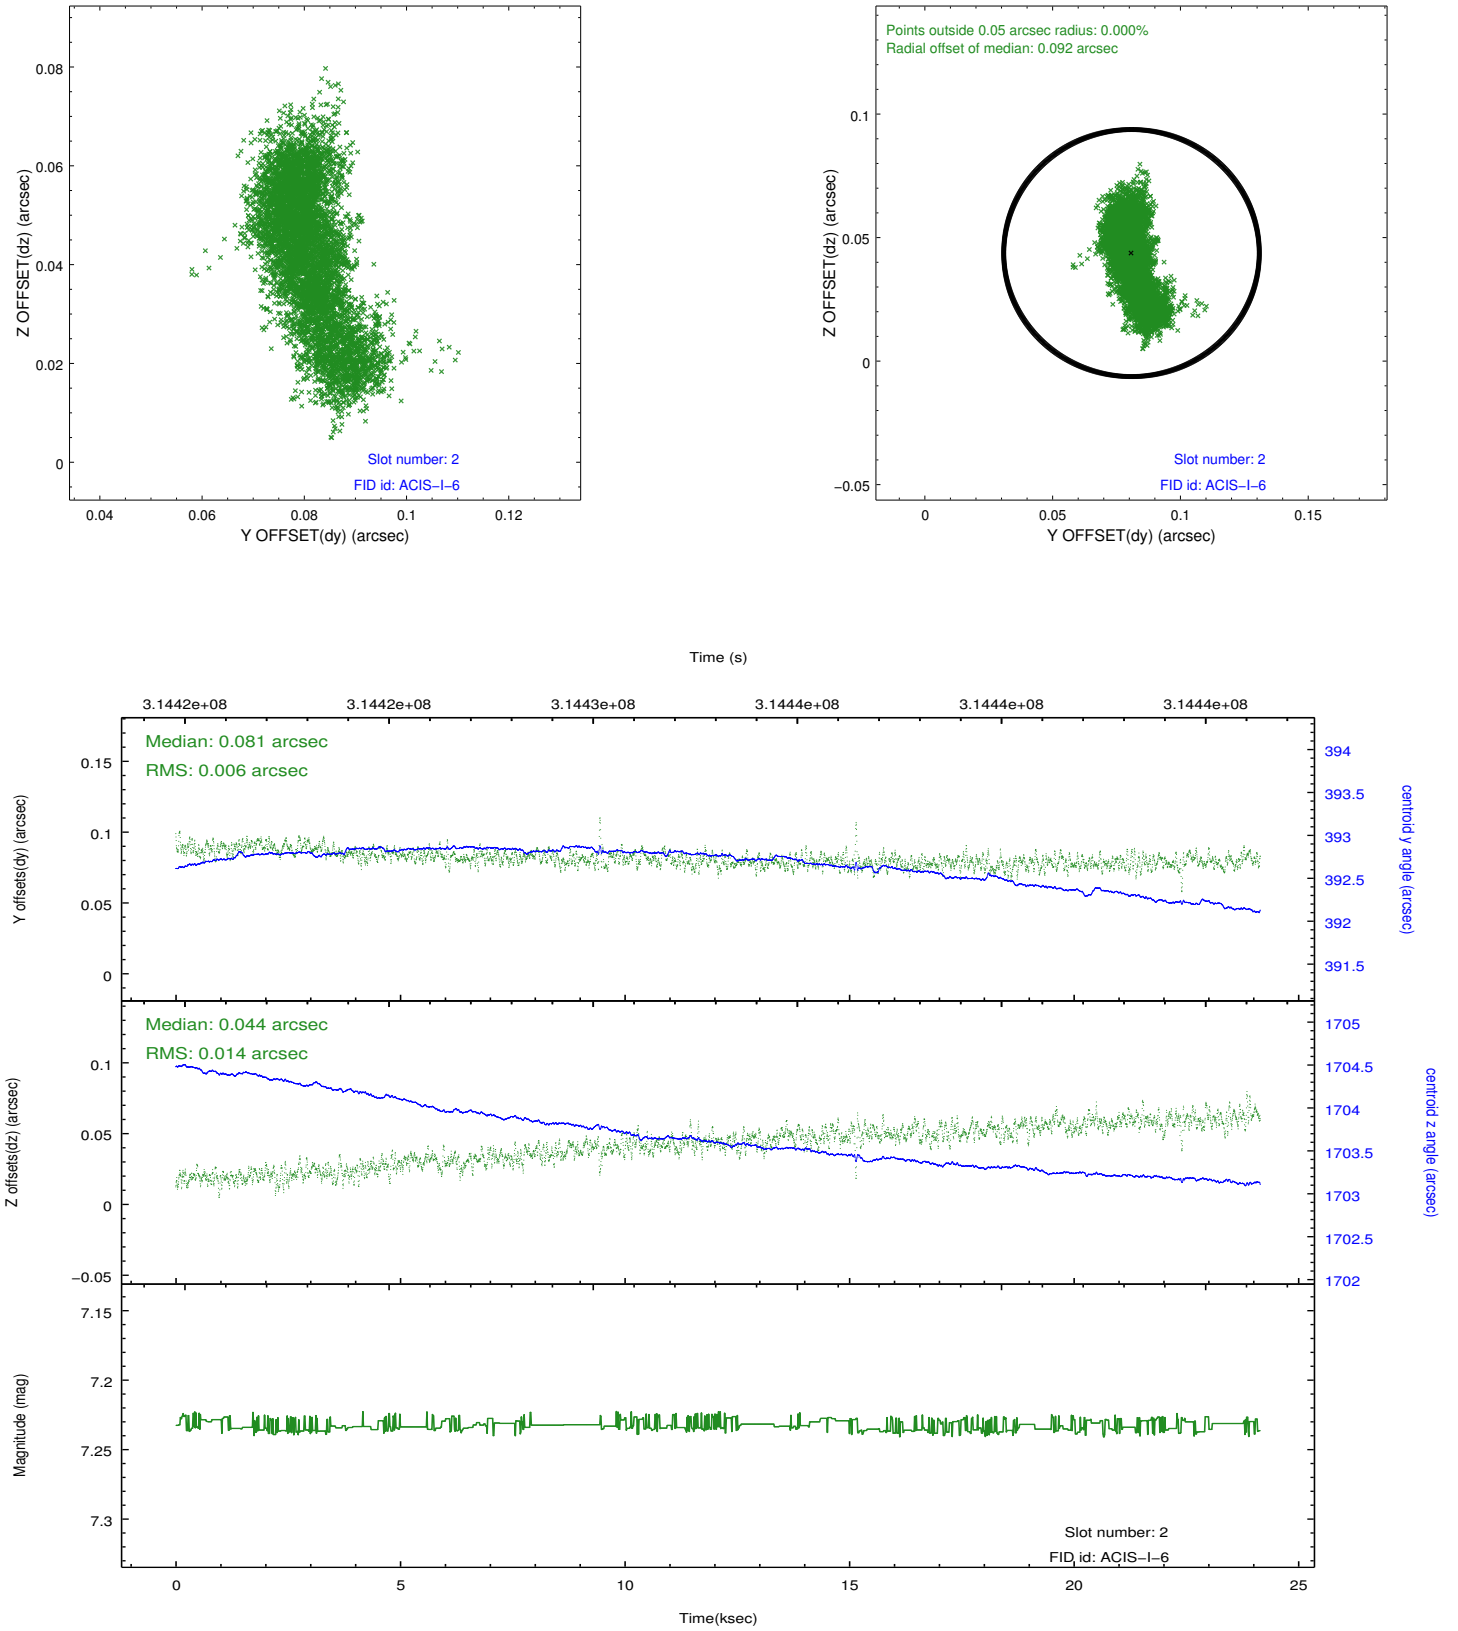 0.08
0.06
0.04
0.02
0
0.04
0.06
0.08
0.1
0.12
Z OFFSET(dz) (arcsec)
Y OFFSET(dy) (arcsec)
Slot number: 2
FID id: ACIS−I−6
Points outside 0.05 arcsec radius: 0.000%
Radial offset of median: 0.092 arcsec
0.1
0.05
0
−0.05
0
0.05
0.1
0.15
Z OFFSET(dz) (arcsec)
Y OFFSET(dy) (arcsec)
Slot number: 2
FID id: ACIS−I−6
Time (s)
3.1442e+08
3.1442e+08
3.1443e+08
3.1444e+08
3.1444e+08
3.1444e+08
Median: 0.081 arcsec
RMS: 0.006 arcsec
0.15
0.1
0.05
0
Y offsets(dy) (arcsec)
394
393.5
393
392.5
392
391.5
centroid y angle (arcsec)
Median: 0.044 arcsec
RMS: 0.014 arcsec
0.1
0.05
0
−0.05
Z offsets(dz) (arcsec)
1705
1704.5
1704
1703.5
1703
1702.5
1702
centroid z angle (arcsec)
7.15
7.2
7.25
7.3
Magnitude (mag)
Slot number: 2
FID id: ACIS−I−6
0
5
10
15
20
25
Time(ksec)